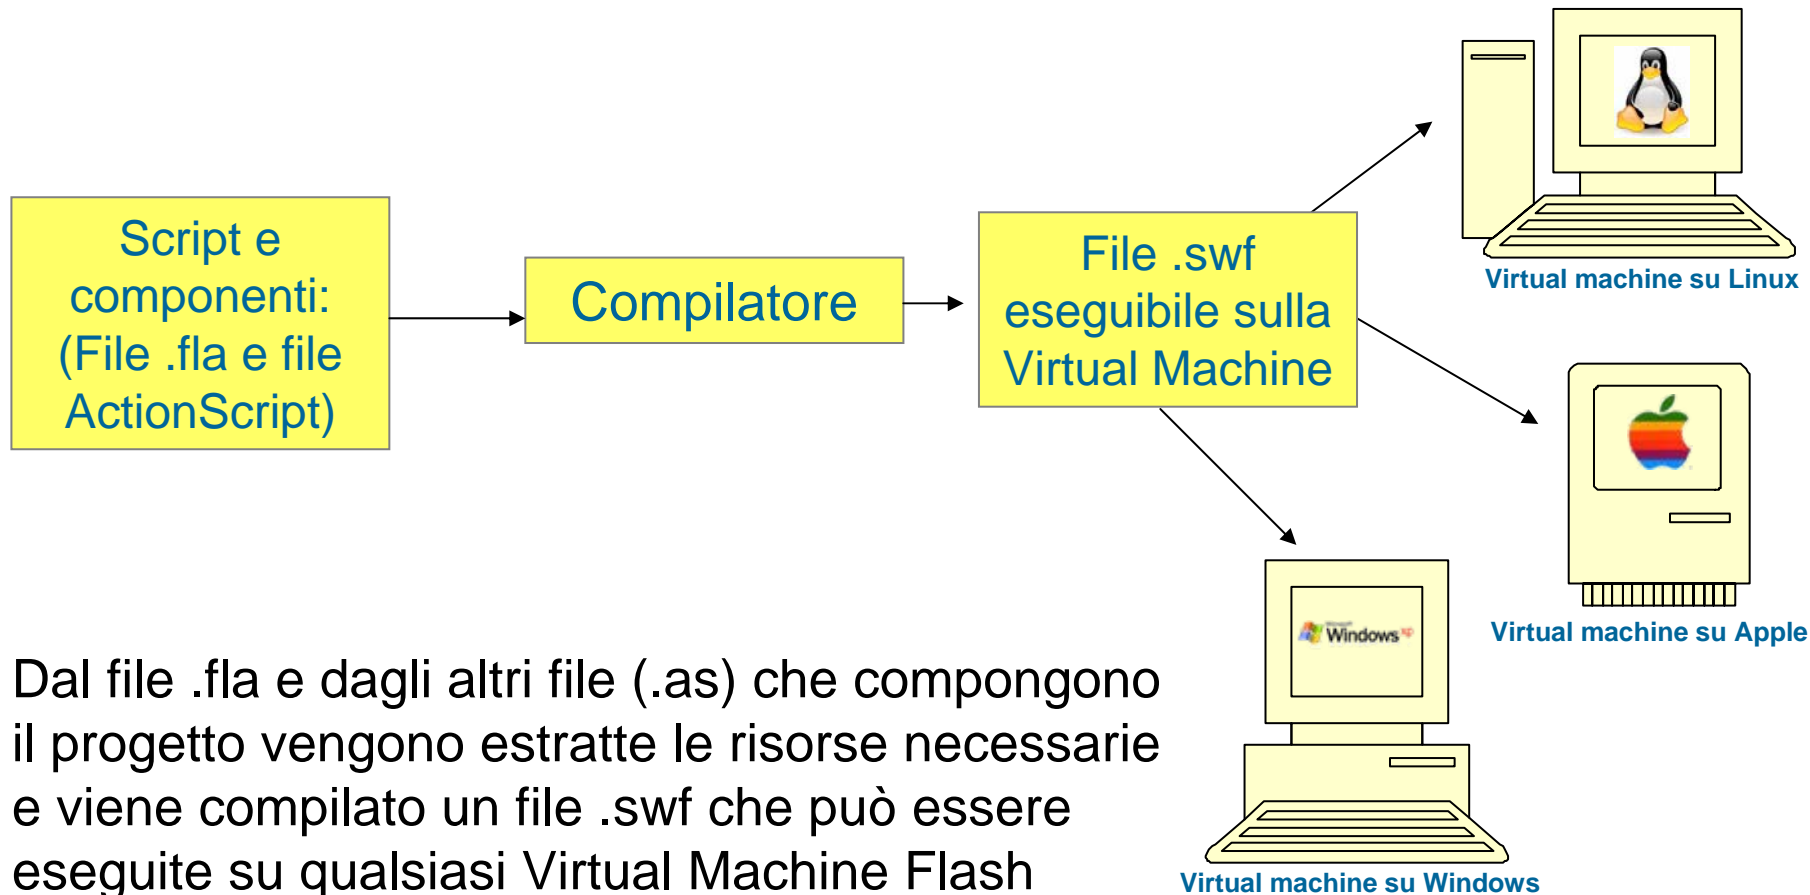 Script e
componenti:
(File .fla e file
ActionScript)
Compilatore
File .swf
eseguibile sulla
Virtual Machine
Virtual machine su Linux
Virtual machine su Apple
Windows xp
Virtual machine su Windows
Dal file .fla e dagli altri file (.as) che compongono
il progetto vengono estratte le risorse necessarie
e viene compilato un file .swf che può essere
eseguite su qualsiasi Virtual Machine Flash